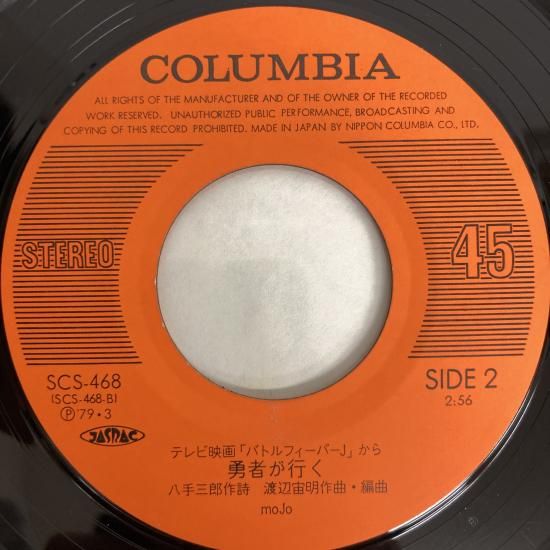 COLUMBIA
ALL RIGHTS OF THE MANUFACTURER AND OF THE OWNER OF THE RECORDED
WORK RESERVED. UNAUTHORIZED PUBLIC PERFORMANCE, BROADCASTING AND
COPYING OF THIS RECORD PROHIBITED. MADE IN JAPAN BY NIPPON COLUMBIA CO., LTD.
STEREO
45
SCS-468
(SCS-468-B)
Ⓟ'79・3
JASRAC
SIDE 2
2:56
テレビ映画「バトルフィーバーJ」から
勇者が行く
八手三郎作詩 渡辺宙明作曲・編曲
moJo